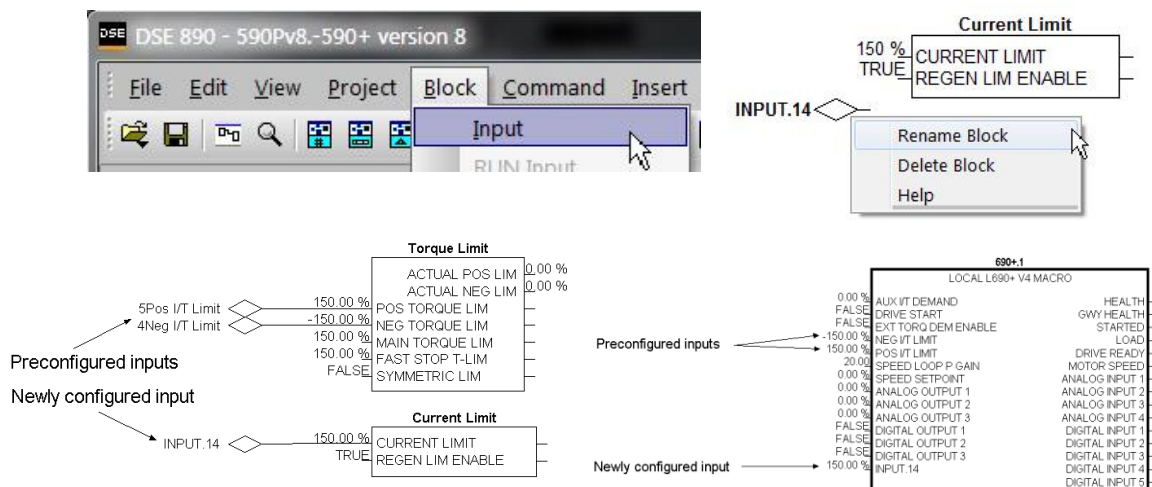 DSE DSE 890 - 590Pv8.-590+ version 8
File Edit View Project Block Command Insert
Input
RUN Input
Current Limit
150 % CURRENT LIMIT
TRUE REGEN LIM ENABLE
INPUT.14
Rename Block
Delete Block
Help
Torque Limit
ACTUAL POS LIM 0.00 %
ACTUAL NEG LIM 0.00 %
5Pos I/T Limit 150.00 % POS TORQUE LIM
4Neg I/T Limit -150.00 % NEG TORQUE LIM
150.00 % MAIN TORQUE LIM
150.00 % FAST STOP T-LIM
FALSE SYMMETRIC LIM
Preconfigured inputs
Newly configured input
Current Limit
INPUT.14 150.00 % CURRENT LIMIT
TRUE REGEN LIM ENABLE
690+.1
LOCAL L690+ V4 MACRO
0.00 % AUX I/T DEMAND HEALTH
FALSE DRIVE START GWY HEALTH
FALSE EXT TORQ DEM ENABLE STARTED
-150.00 % NEG I/T LIMIT LOAD
150.00 % POS I/T LIMIT DRIVE READY
20.00 SPEED LOOP P GAIN MOTOR SPEED
0.00 % SPEED SETPOINT ANALOG INPUT 1
0.00 % ANALOG OUTPUT 1 ANALOG INPUT 2
0.00 % ANALOG OUTPUT 2 ANALOG INPUT 3
0.00 % ANALOG OUTPUT 3 ANALOG INPUT 4
FALSE DIGITAL OUTPUT 1 DIGITAL INPUT 1
FALSE DIGITAL OUTPUT 2 DIGITAL INPUT 2
FALSE DIGITAL OUTPUT 3 DIGITAL INPUT 3
150.00 % INPUT.14 DIGITAL INPUT 4
DIGITAL INPUT 5
Preconfigured inputs
Newly configured input